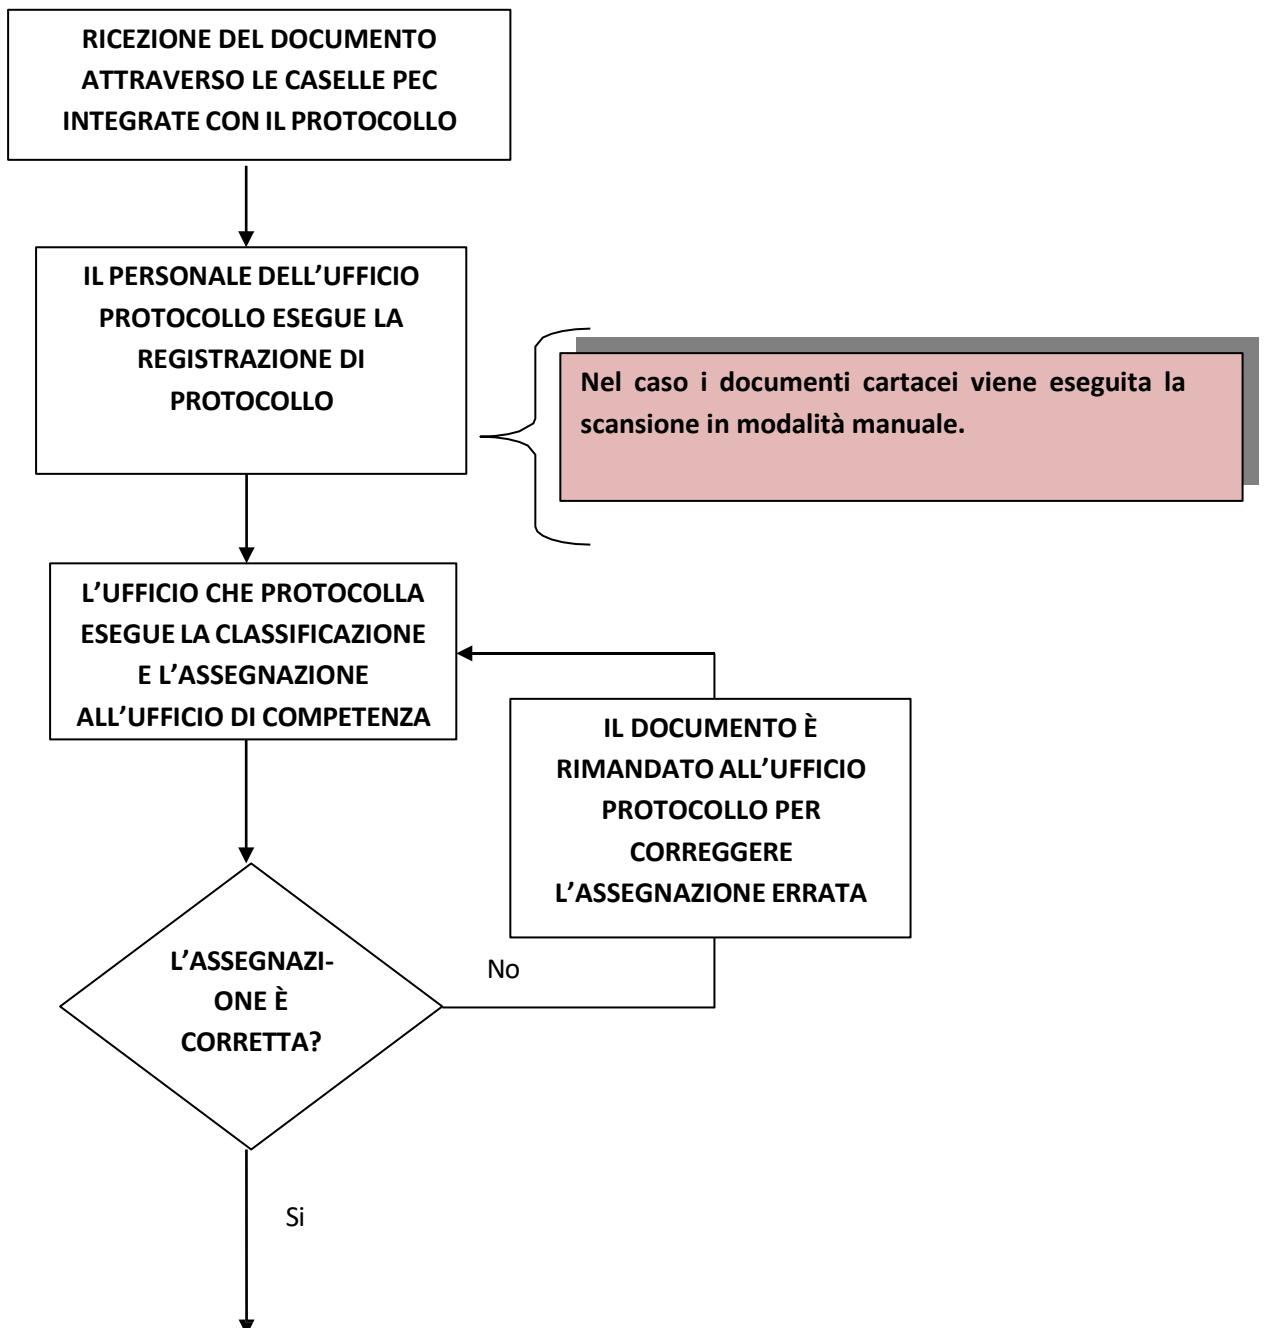 RICEZIONE DEL DOCUMENTO
ATTRAVERSO LE CASELLE PEC
INTEGRATE CON IL PROTOCOLLO
IL PERSONALE DELL’UFFICIO
PROTOCOLLO ESEGUE LA
REGISTRAZIONE DI
PROTOCOLLO
Nel caso i documenti cartacei viene eseguita la
scansione in modalità manuale.
L’UFFICIO CHE PROTOCOLLA
ESEGUE LA CLASSIFICAZIONE
E L’ASSEGNAZIONE
ALL’UFFICIO DI COMPETENZA
IL DOCUMENTO È
RIMANDATO ALL’UFFICIO
PROTOCOLLO PER
CORREGGERE
L’ASSEGNAZIONE ERRATA
L’ASSEGNAZI-
ONE È
CORRETTA?
No
Si